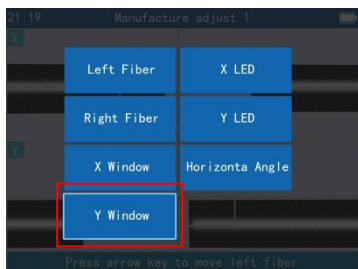 21:19 Manufacture adjust 1
X
Left Fiber X LED
Right Fiber Y LED
Y
X Window Horizonta Angle
Y Window
Press arrow key to move left fiber